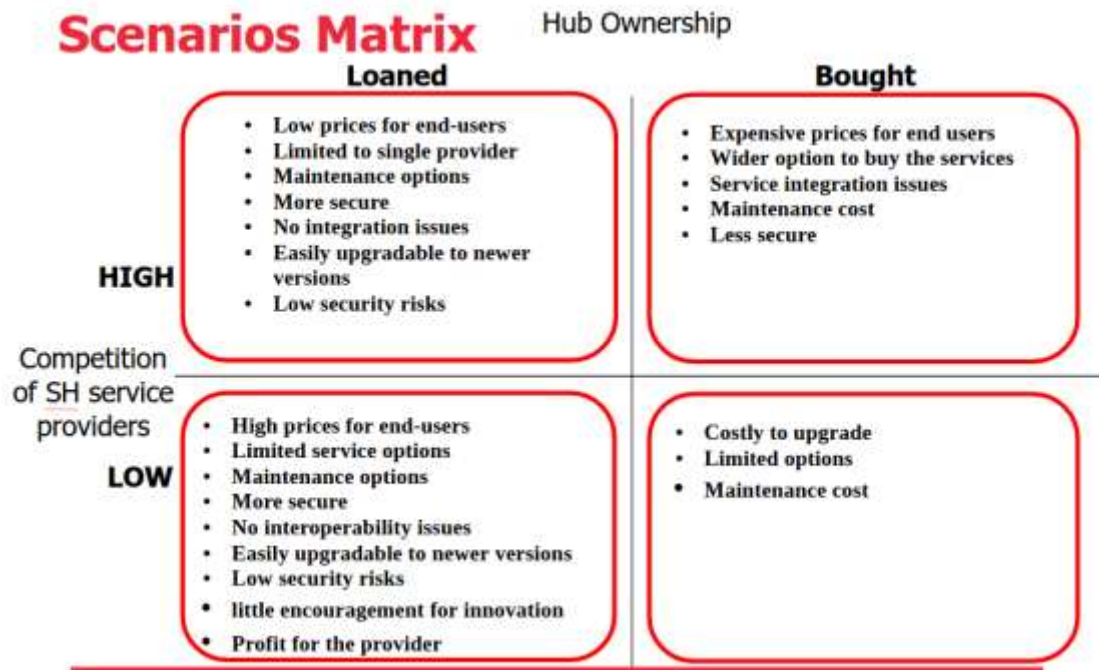 Scenarios Matrix
Hub Ownership
Loaned
Bought
HIGH
• Low prices for end-users
• Limited to single provider
• Maintenance options
• More secure
• No integration issues
• Easily upgradable to newer
versions
• Low security risks
• Expensive prices for end users
• Wider option to buy the services
• Service integration issues
• Maintenance cost
• Less secure
Competition
of SH service
providers
LOW
• High prices for end-users
• Limited service options
• Maintenance options
• More secure
• No interoperability issues
• Easily upgradable to newer versions
• Low security risks
• little encouragement for innovation
• Profit for the provider
• Costly to upgrade
• Limited options
• Maintenance cost